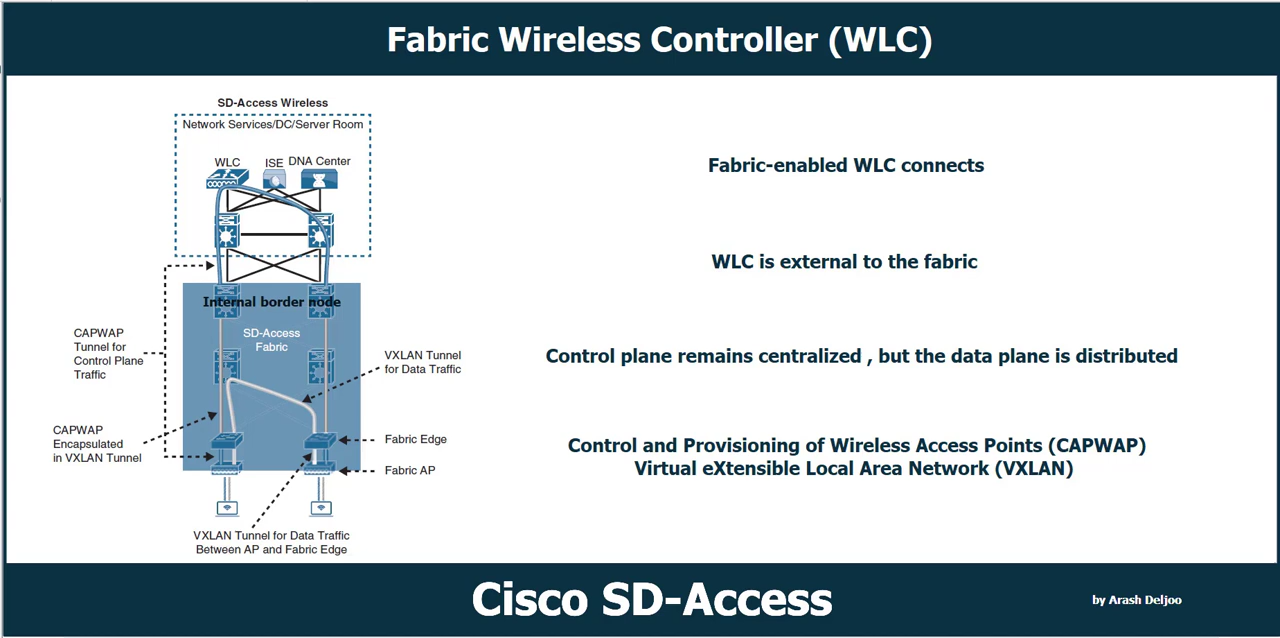 Fabric Wireless Controller (WLC)
SD-Access Wireless
Network Services/DC/Server Room
WLC
ISE
DNA Center
Internal border node
SD-Access
Fabric
CAPWAP
Tunnel for
Control Plane
Traffic
VXLAN Tunnel
for Data Traffic
CAPWAP
Encapsulated
in VXLAN Tunnel
Fabric Edge
Fabric AP
VXLAN Tunnel for Data Traffic
Between AP and Fabric Edge
Fabric-enabled WLC connects
WLC is external to the fabric
Control plane remains centralized , but the data plane is distributed
Control and Provisioning of Wireless Access Points (CAPWAP)
Virtual eXtensible Local Area Network (VXLAN)
Cisco SD-Access
by Arash Deljoo